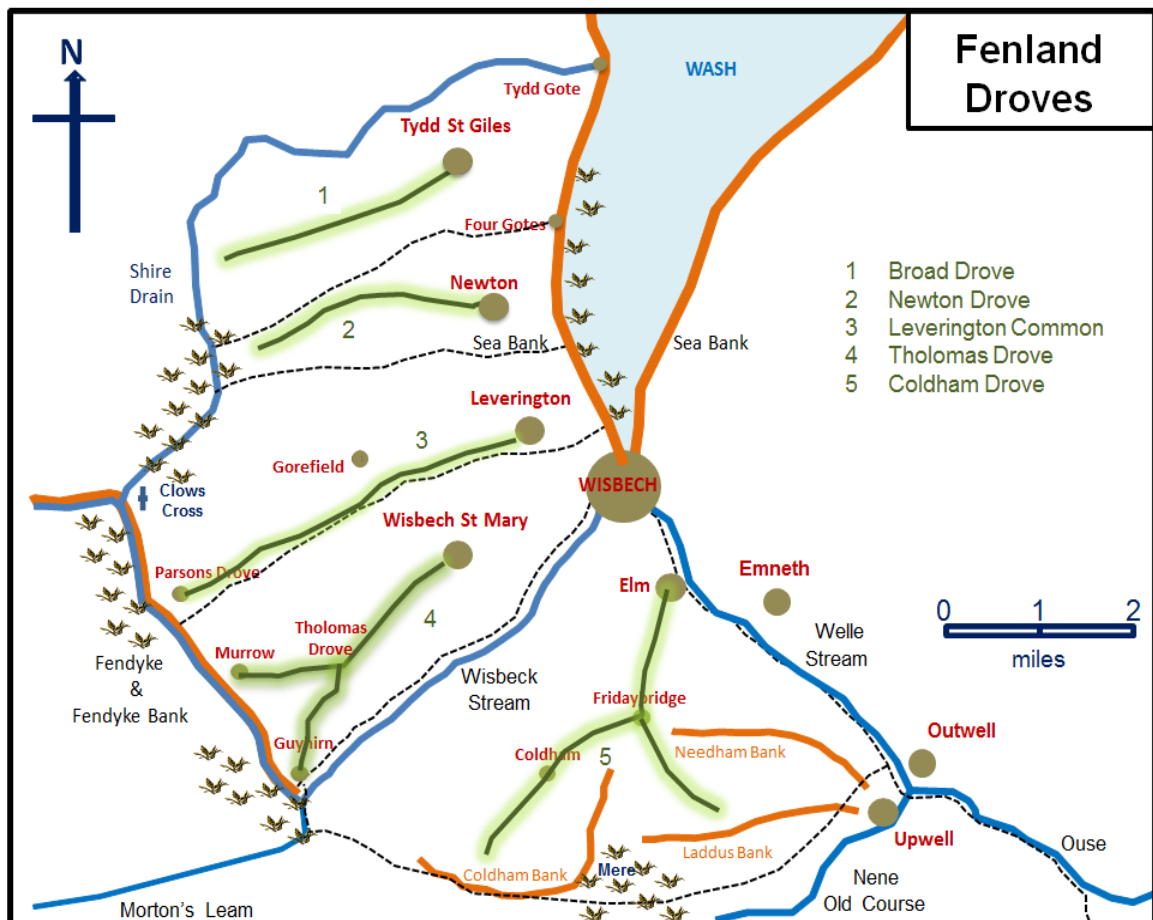 Fenland
Droves
N
WASH
Tydd Gote
Tydd St Giles
1
Four Gotes
Shire
Drain
Newton
2
Sea Bank
Sea Bank
1 Broad Drove
2 Newton Drove
3 Leverington Common
4 Tholomas Drove
5 Coldham Drove
Leverington
3
Gorefield
Clows
Cross
WISBECH
Wisbech St Mary
Parsons Drove
Elm
Emneth
4
0 1 2
miles
Tholomas
Drove
Murrow
Welle
Stream
Fendyke
&
Fendyke Bank
Wisbeck
Stream
Fridaybridge
Guyhirn
Coldham
5
Needham Bank
Outwell
Upwell
Laddus Bank
Ouse
Coldham Bank
Mere
Nene
Old Course
Morton's Leam